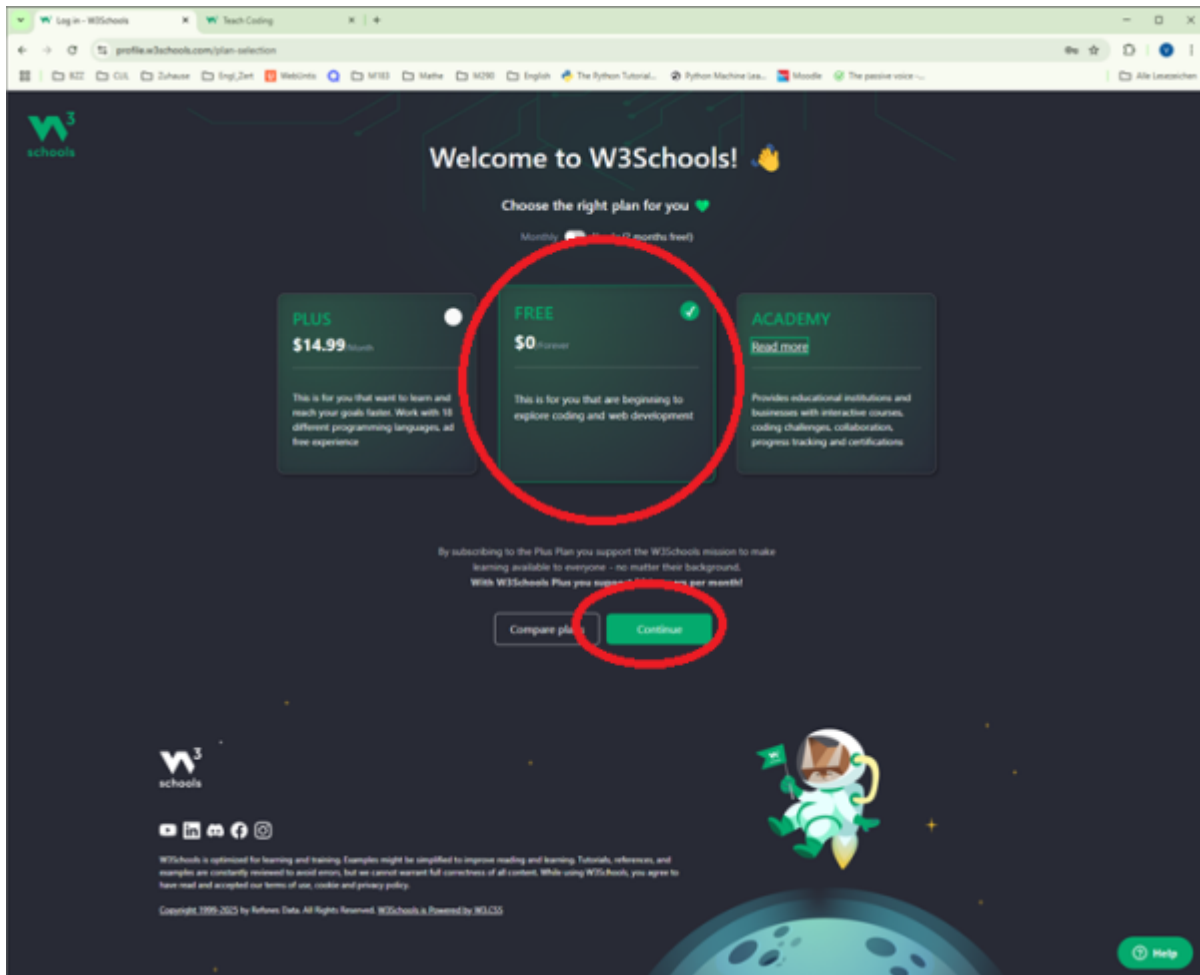 Log in - W3Schools
Teach Coding
profile.w3schools.com/plan-selection
BZZ
CUL
Zuhause
Engl_Zert
WebUntis
M183
Mathe
M290
English
The Python Tutorial...
Python Machine Lea...
Moodle
The passive voice -...
Alle Lesezeichen
W3
schools
Welcome to W3Schools!
Choose the right plan for you
Monthly
months free!)
PLUS
$14.99/Month
This is for you that want to learn and
reach your goals faster. Work with 18
different programming languages, ad
free experience
FREE
$0/Forever
This is for you that are beginning to
explore coding and web development
ACADEMY
Read more
Provides educational institutions and
businesses with interactive courses,
coding challenges, collaboration,
progress tracking and certifications
By subscribing to the Plus Plan you support the W3Schools mission to make
learning available to everyone - no matter their background.
With W3Schools Plus you support per month!
Compare
Continue
W3
schools
W3Schools is optimized for learning and training. Examples might be simplified to improve reading and learning. Tutorials, references, and
examples are constantly reviewed to avoid errors, but we cannot warrant full correctness of all content. While using W3Schools, you agree to
have read and accepted our terms of use, cookie and privacy policy.
Copyright 1999-2025 by Refsnes Data. All Rights Reserved. W3Schools is Powered by W3.CSS
Help